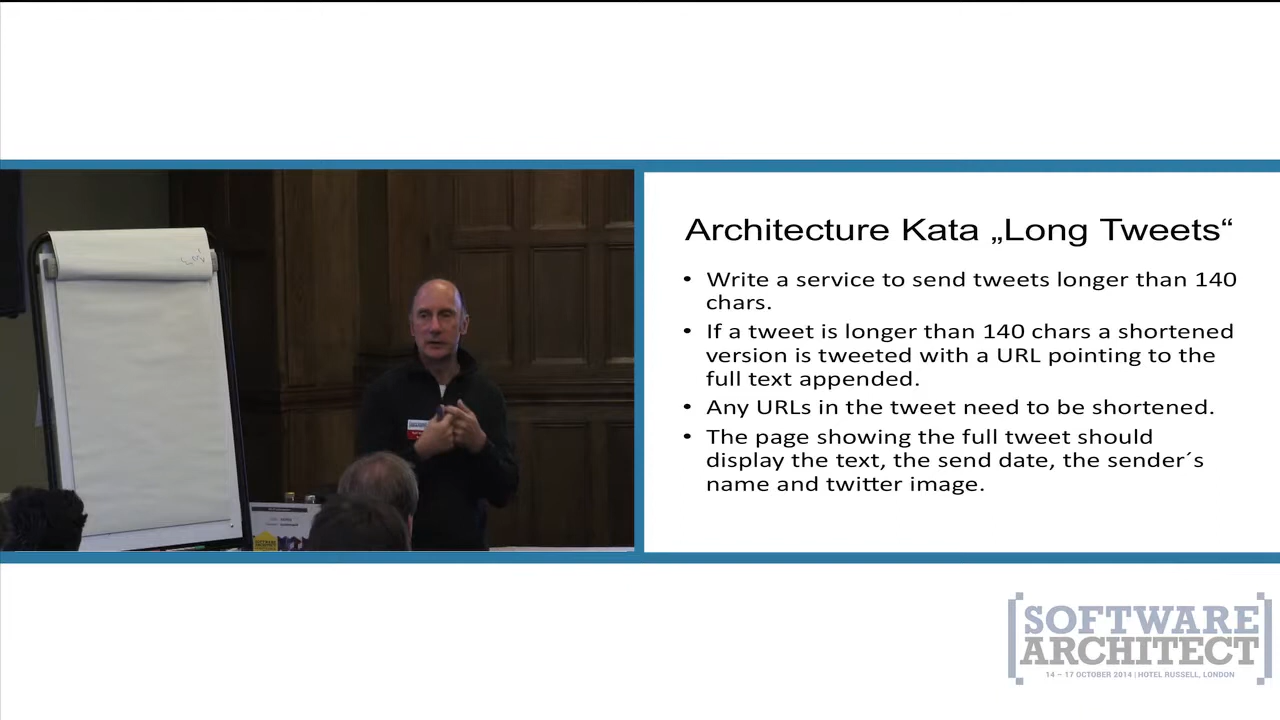 Architecture Kata „Long Tweets“
• Write a service to send tweets longer than 140
chars.
• If a tweet is longer than 140 chars a shortened
version is tweeted with a URL pointing to the
full text appended.
• Any URLs in the tweet need to be shortened.
• The page showing the full tweet should
display the text, the send date, the sender´s
name and twitter image.
[SOFTWARE
ARCHITECT]
14 – 17 OCTOBER 2014 | HOTEL RUSSELL, LONDON